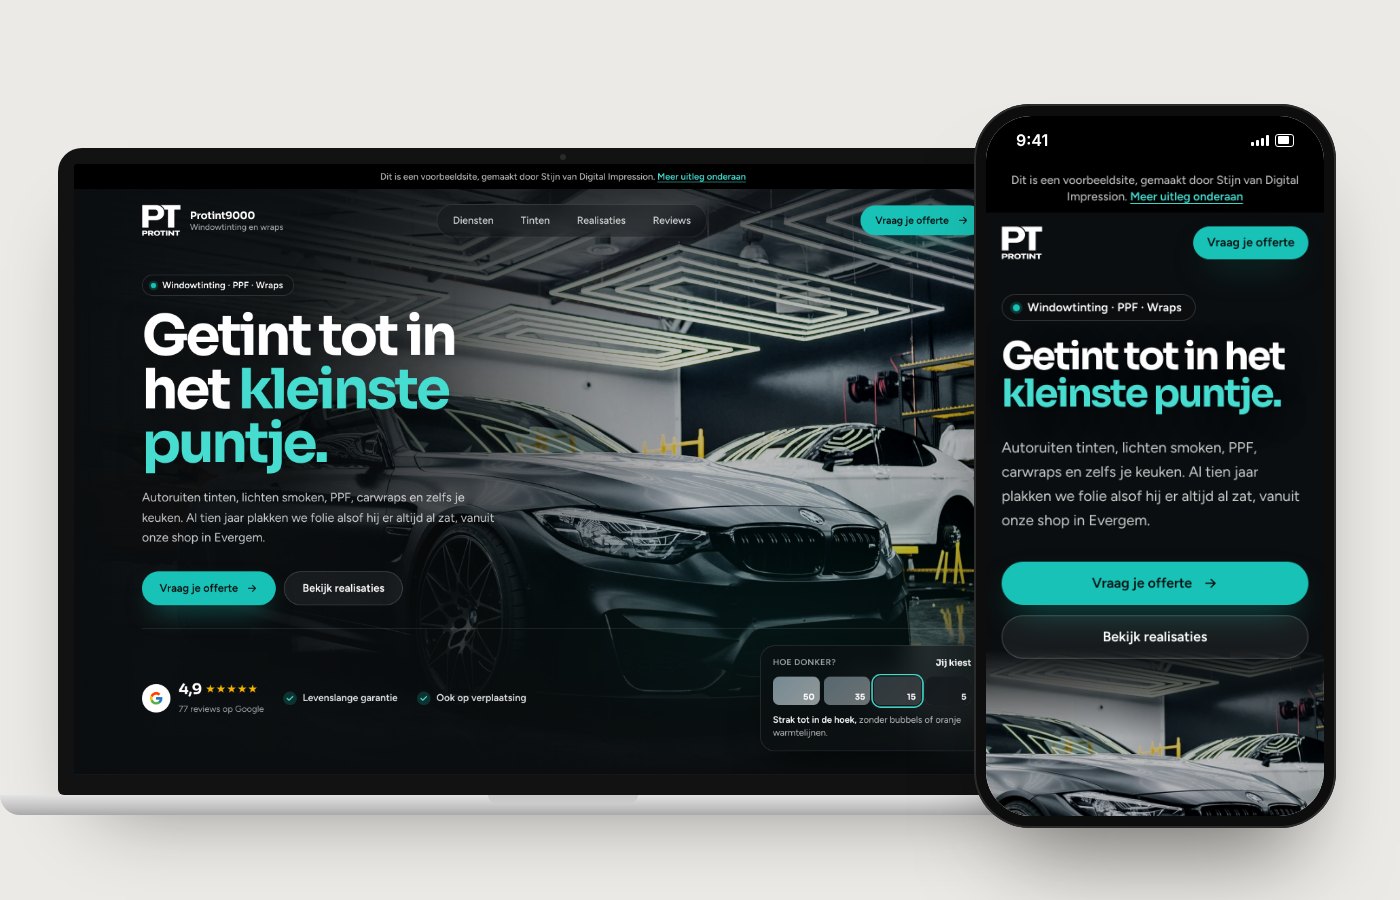 Dit is een voorbeeldsite, gemaakt door Stijn van Digital Impression. Meer uitleg onderaan
PT
PROTINT
Protint9000
Windowtinting en wraps
Diensten
Tinten
Realisaties
Reviews
Vraag je offerte →
Windowtinting · PPF · Wraps
Getint tot in
het kleinste
puntje.
Autoruiten tinten, lichten smoken, PPF, carwraps en zelfs je
keuken. Al tien jaar plakken we folie alsof hij er altijd al zat, vanuit
onze shop in Evergem.
Vraag je offerte →
Bekijk realisaties
G
4,9 ★★★★★
77 reviews op Google
Levenslange garantie
Ook op verplaatsing
HOE DONKER?
Jij kiest
50
35
15
5
Strak tot in de hoek, zonder bubbels of oranje
warmtelijnen.
9:41
Dit is een voorbeeldsite, gemaakt door Stijn van Digital
Impression. Meer uitleg onderaan
PT
PROTINT
Vraag je offerte
Windowtinting · PPF · Wraps
Getint tot in het
kleinste puntje.
Autoruiten tinten, lichten smoken, PPF,
carwraps en zelfs je keuken. Al tien jaar
plakken we folie alsof hij er altijd al zat, vanuit
onze shop in Evergem.
Vraag je offerte →
Bekijk realisaties